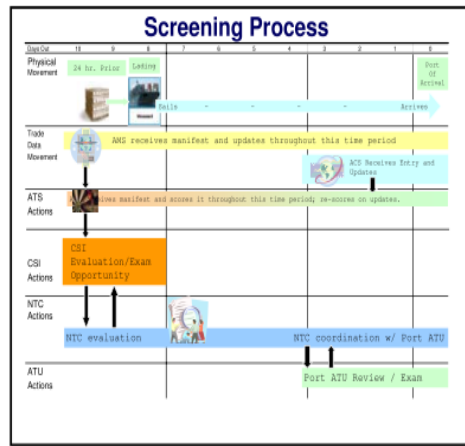 Screening Process
Days Out 10 9 8 7 6 5 4 3 2 1 0
Physical
Movement
24 hr. Prior
Lading
Port
Of
Arrival
Sails - - - - Arrives
Trade
Data
Movement
AMS receives manifest and updates throughout this time period
ACS Receives Entry and
Updates
ATS
Actions
receives manifest and scores it throughout this time period; re-scores on updates.
CSI
Actions
CSI
Evaluation/Exam
Opportunity
NTC
Actions
NTC evaluation
NTC coordination w/ Port ATU
ATU
Actions
Port ATU Review / Exam